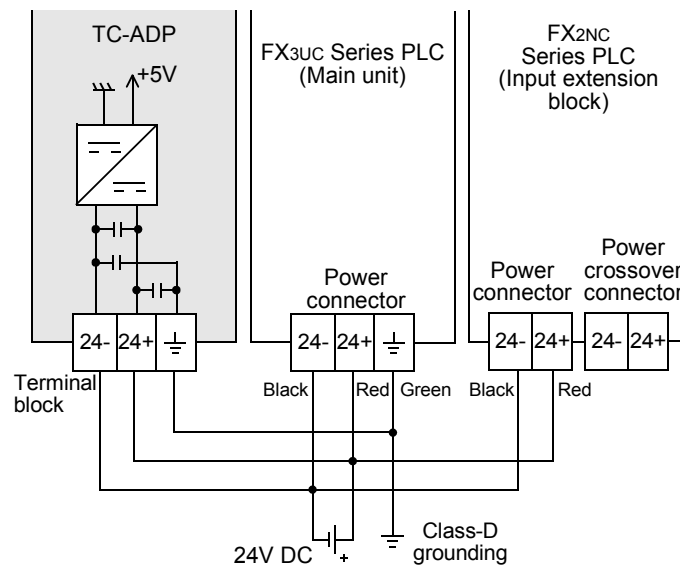 TC-ADP
+5V
24-
24+
Terminal
block
FX3UC Series PLC
(Main unit)
Power
connector
24-
24+
Black
Red
Green
FX2NC
Series PLC
(Input extension
block)
Power
connector
24-
24+
Black
Red
Power
crossover
connector
24-
24+
24V DC
+
Class-D
grounding